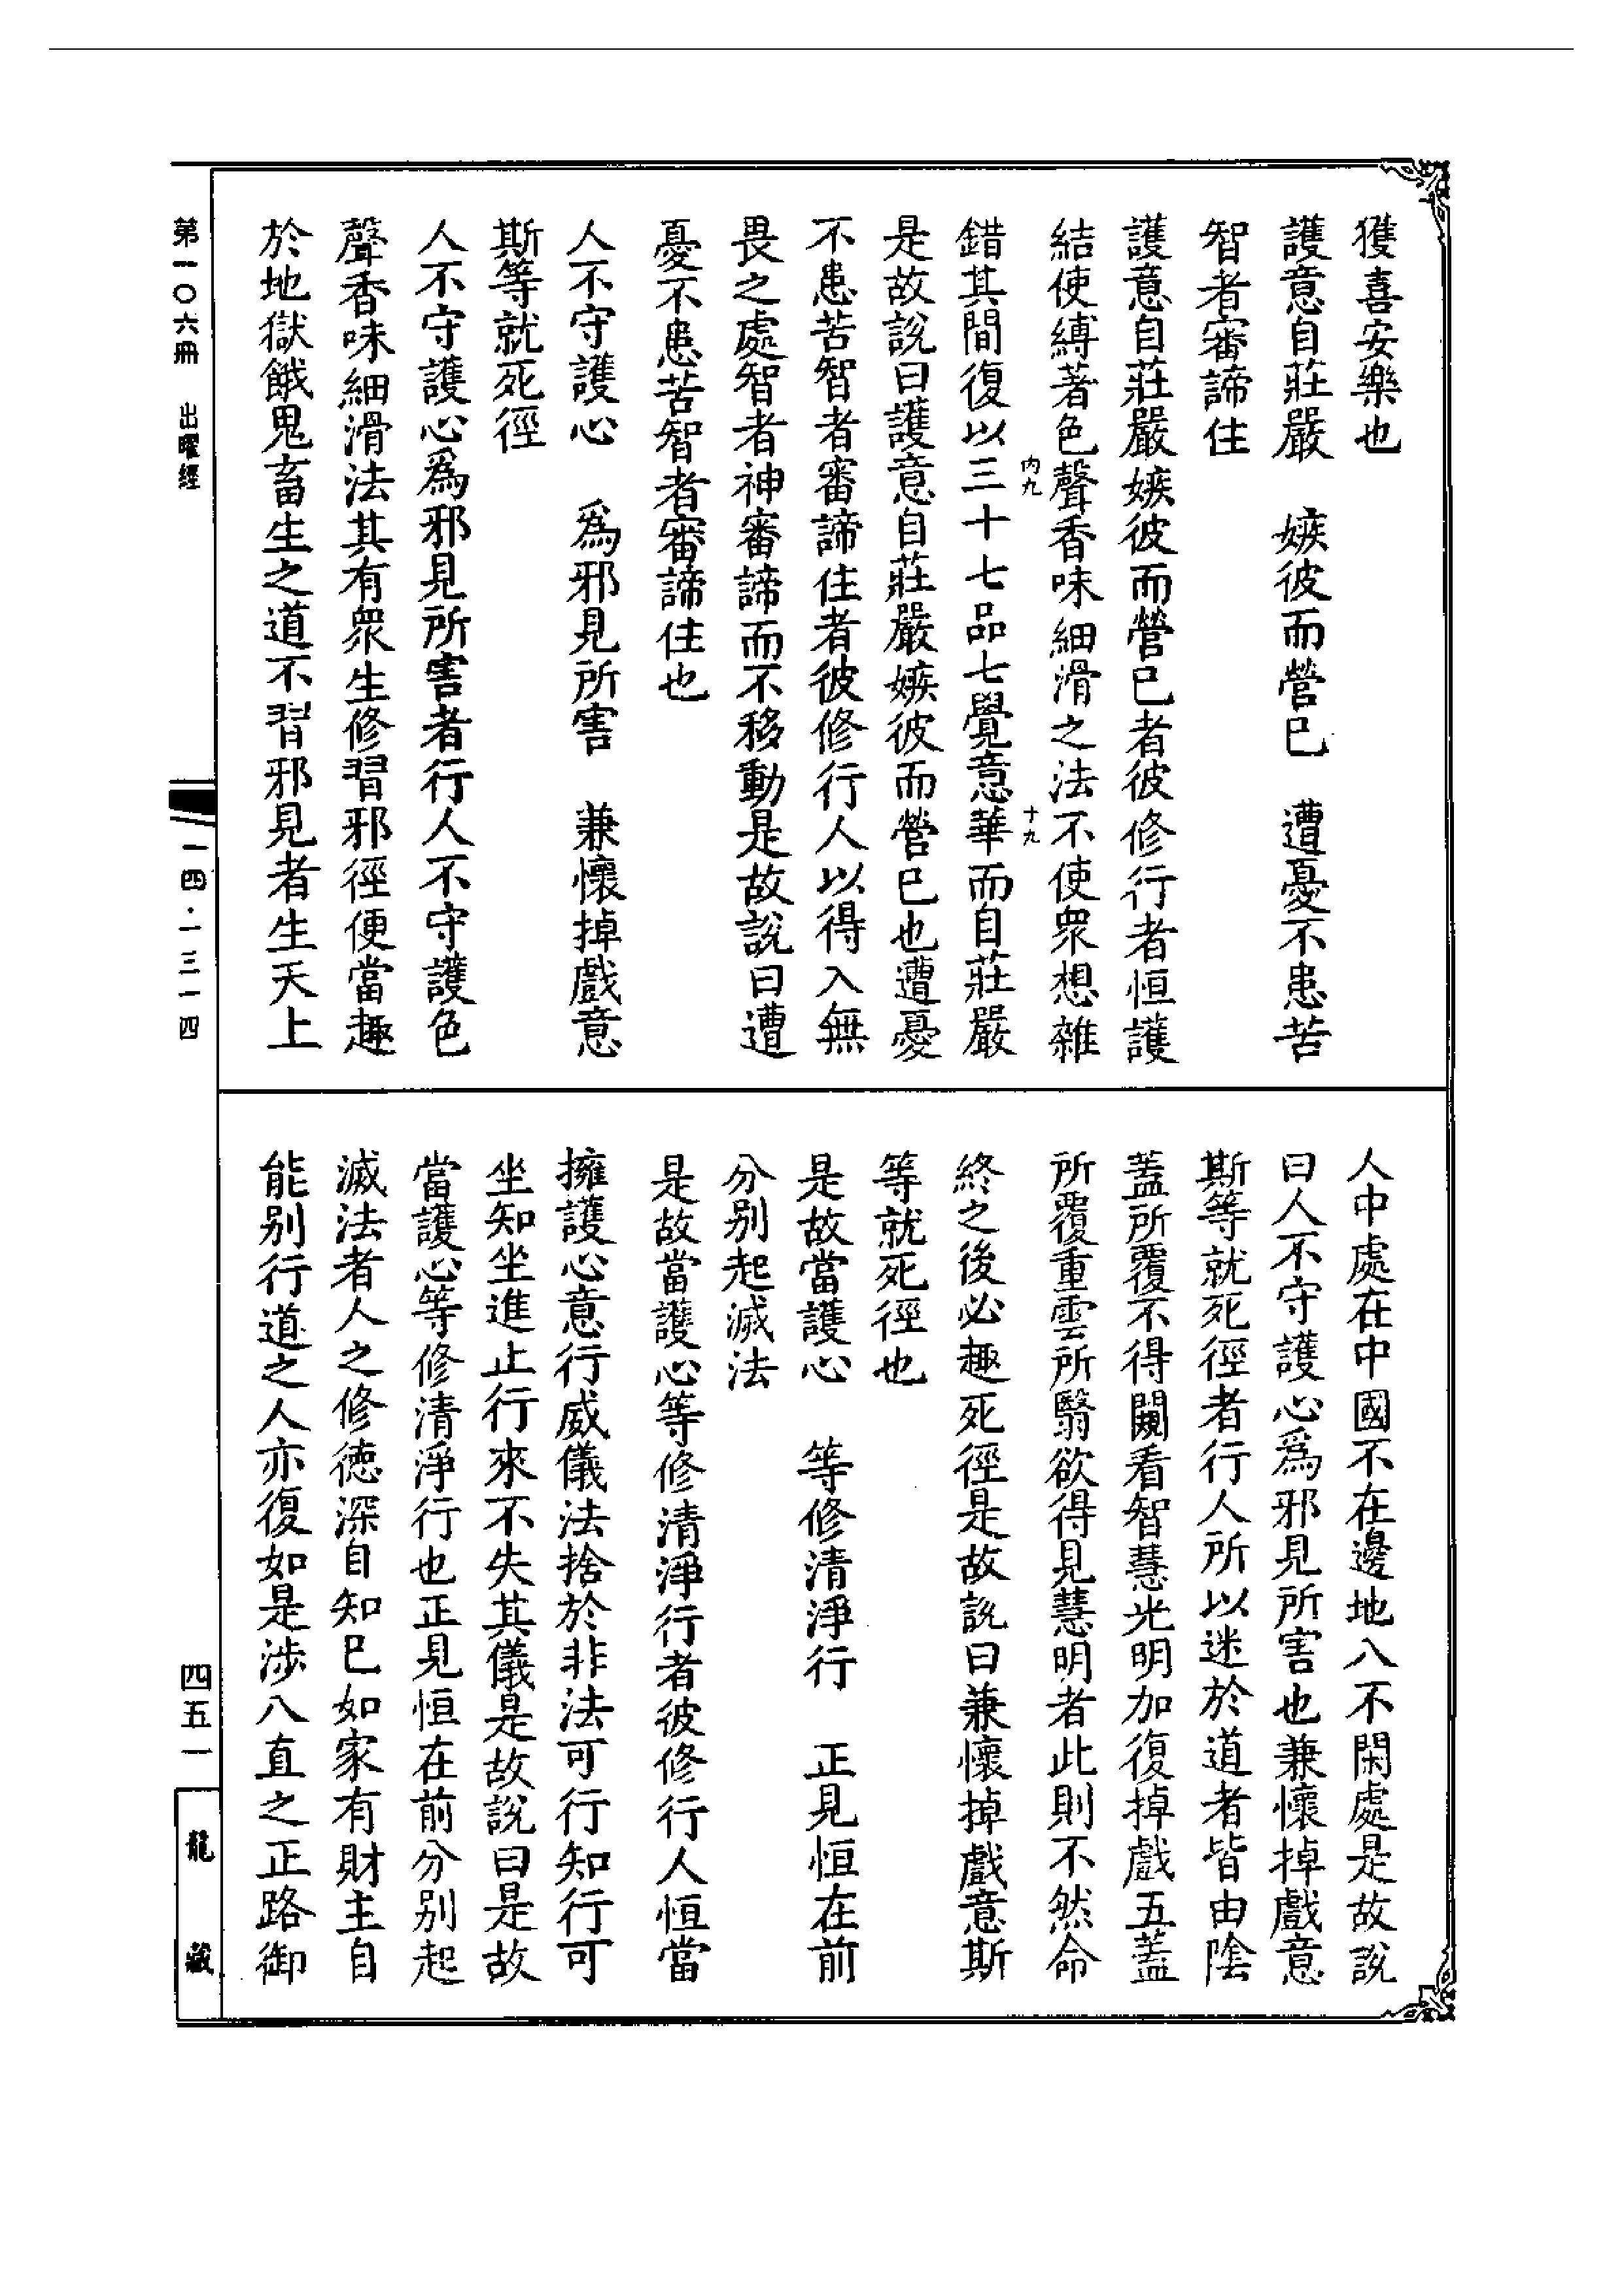 獲喜安樂也
護意自莊嚴　嫉彼而營已　遭憂不患苦
智者審諦住
護意自莊嚴嫉彼而營已者彼修行者恒護
結使縛著色聲香味細滑之法不使衆想雜
內九　十九
錯其間復以三十七品七覺意華而自莊嚴
是故說曰護意自莊嚴嫉彼而營已也遭憂
不患苦智者審諦住者彼修行人以得入無
畏之處智者神審諦而不移動是故說曰遭
憂不患苦智者審諦住也
人不守護心　爲邪見所害　兼懷掉戲意
斯等就死徑
人不守護心爲邪見所害者行人不守護色
聲香味細滑法其有衆生修習邪徑便當趣
於地獄餓鬼畜生之道不習邪見者生天上
人中處在中國不在邊地八不閑處是故說
曰人不守護心爲邪見所害也兼懷掉戲意
斯等就死徑者行人所以迷於道者皆由陰
蓋所覆不得闚看智慧光明加復掉戲五蓋
所覆重雲所翳欲得見慧明者此則不然命
終之後必趣死徑是故說曰兼懷掉戲意斯
等就死徑也
是故當護心　等修清淨行　正見恒在前
分別起滅法
是故當護心等修清淨行者彼修行人恒當
擁護心意行威儀法捨於非法可行知行可
坐知坐進止行來不失其儀是故說曰是故
當護心等修清淨行也正見恒在前分別起
滅法者人之修德深自知已如家有財主自
能別行道之人亦復如是涉八直之正路御
第一〇六冊　出曜經
一四·一三一四
四五一
龍藏